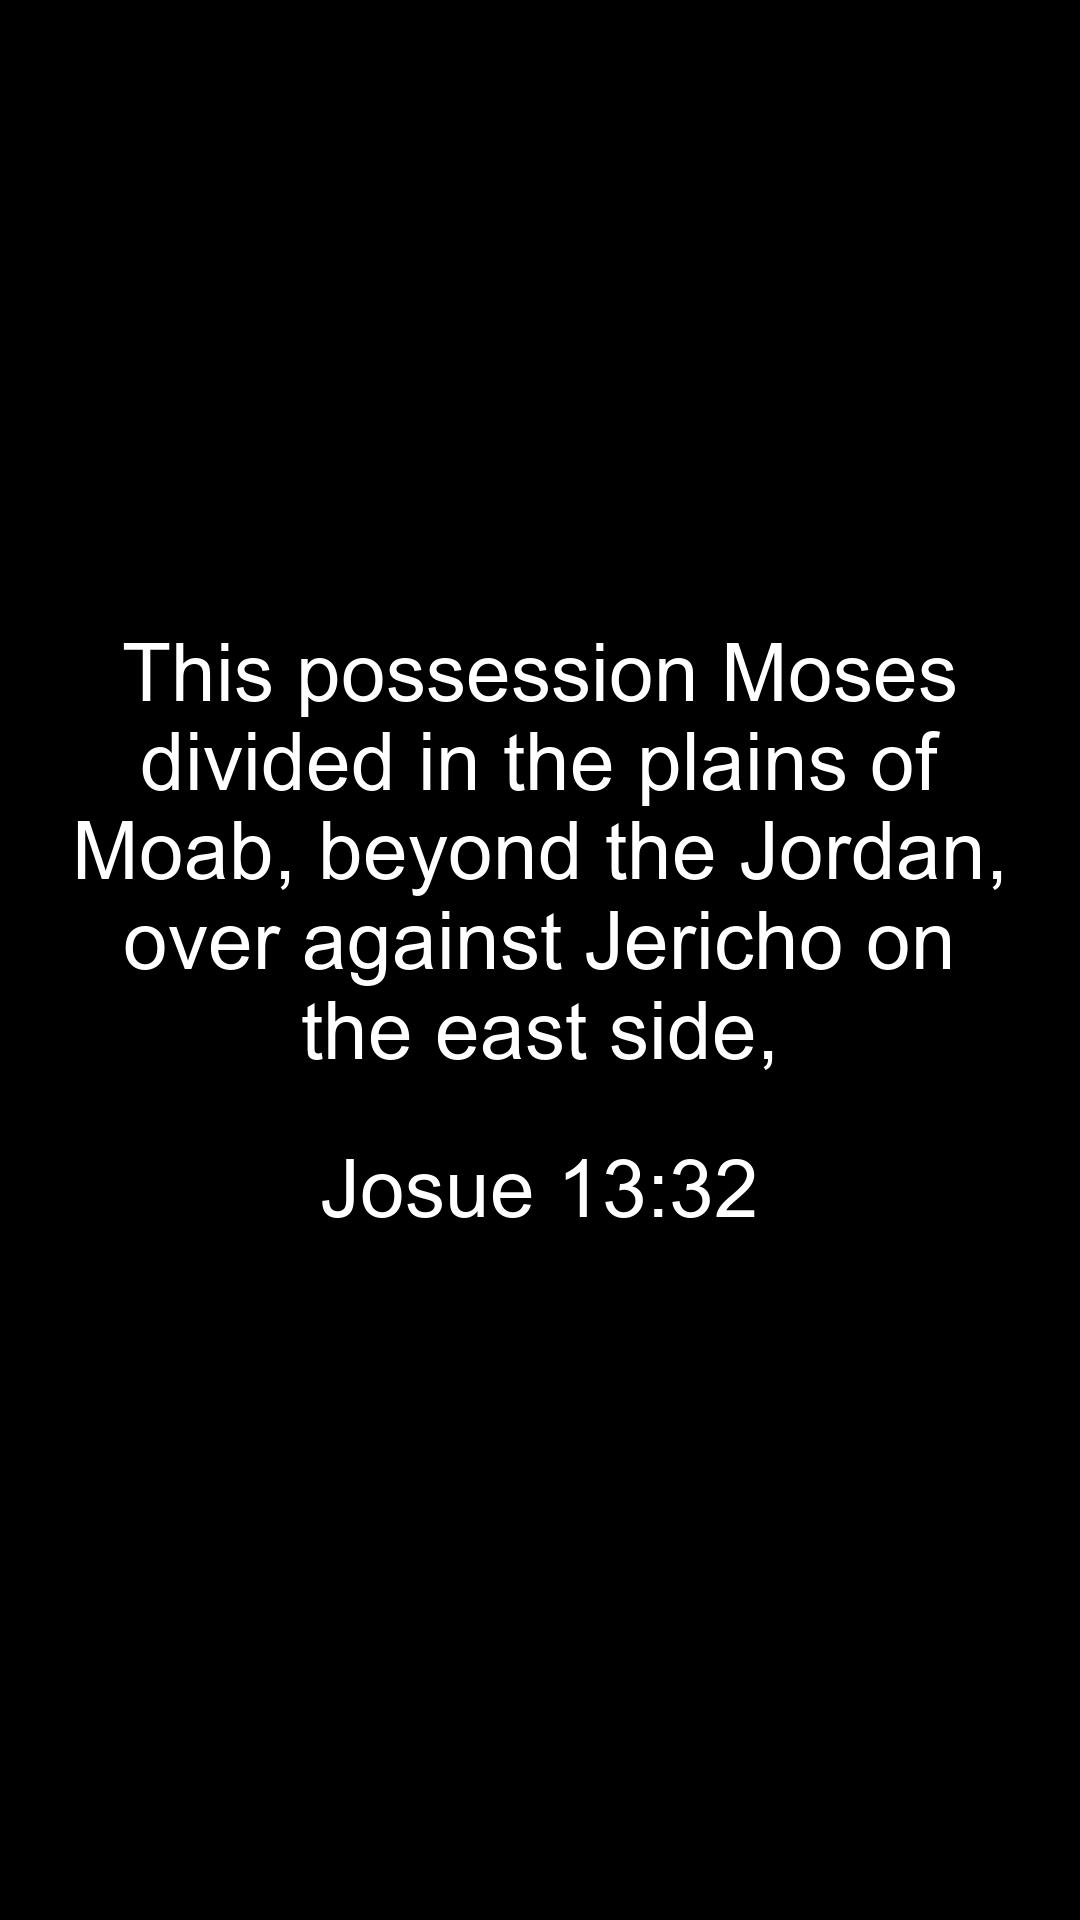 This possession Moses
divided in the plains of
Moab, beyond the Jordan,
over against Jericho on
the east side,
Josue 13:32